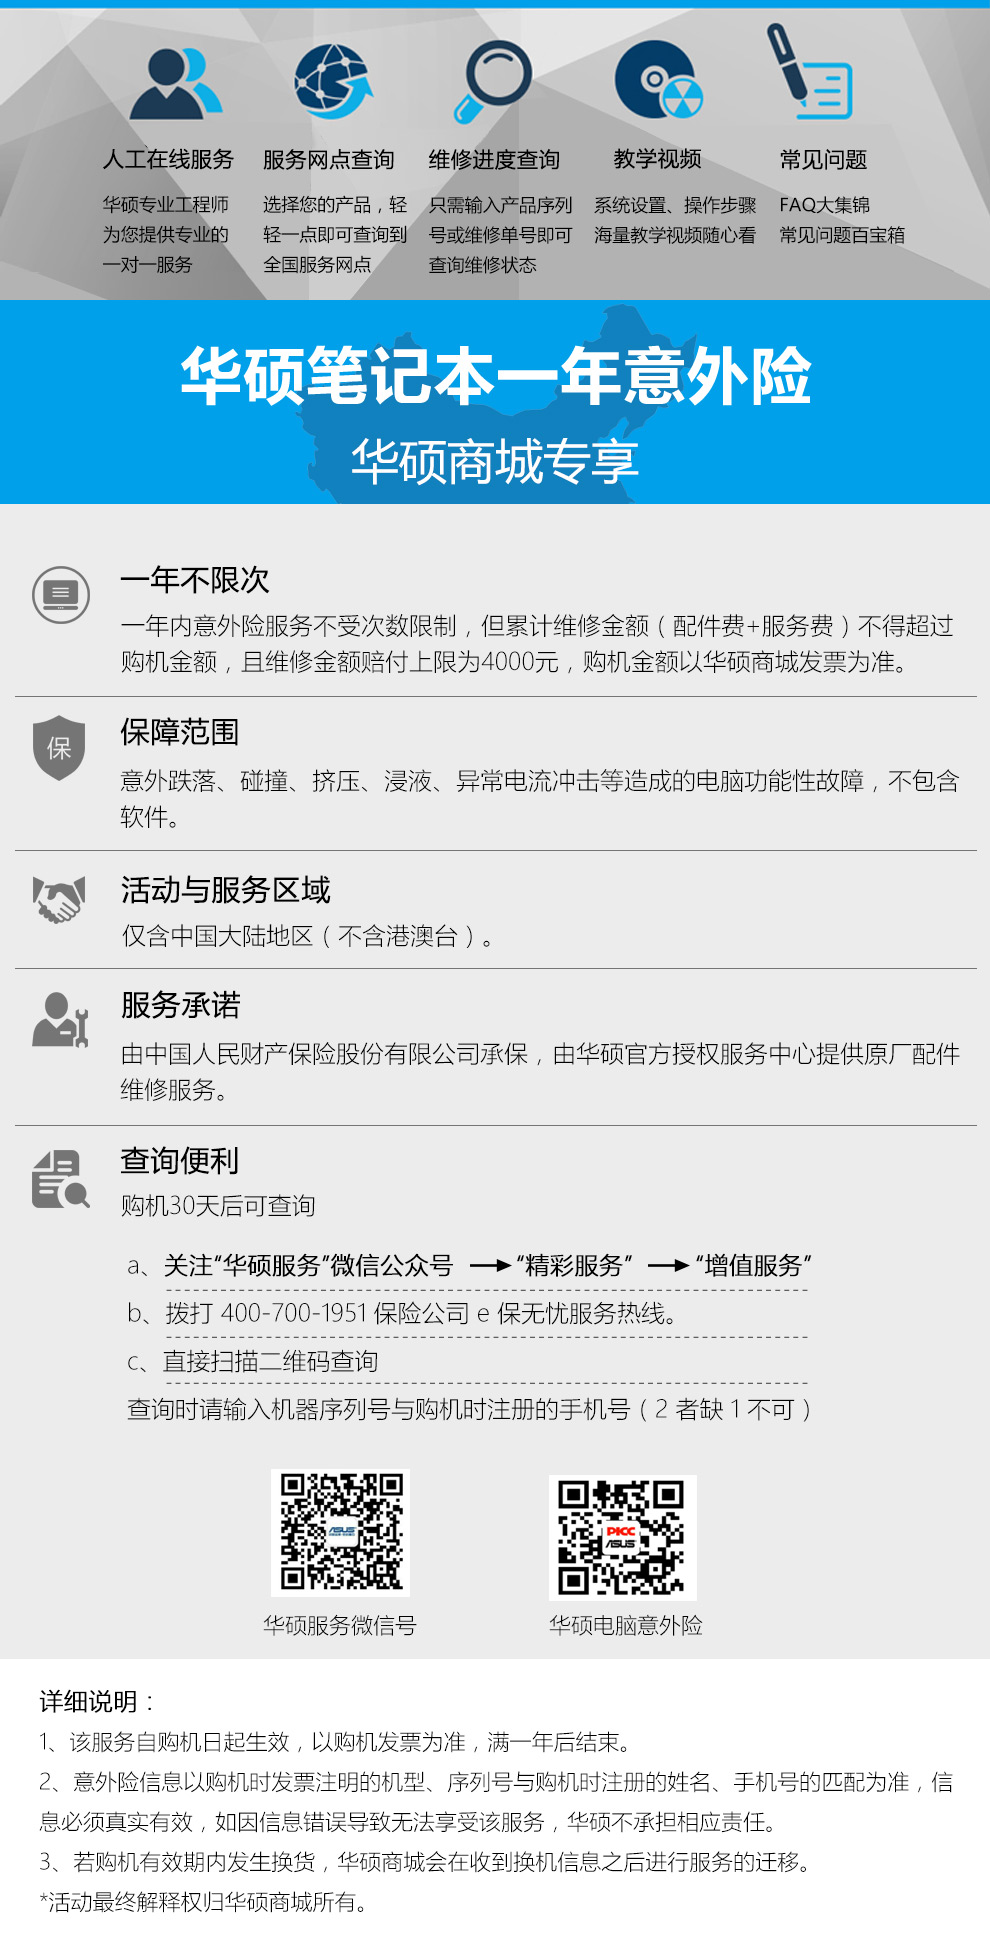 人工在线服务
华硕专业工程师
为您提供专业的
一对一服务
服务网点查询
选择您的产品，轻
轻一点即可查询到
全国服务网点
维修进度查询
只需输入产品序列
号或维修单号即可
查询维修状态
教学视频
系统设置、操作步骤
海量教学视频随心看
常见问题
FAQ大集锦
常见问题百宝箱
华硕笔记本一年意外险
华硕商城专享
一年不限次
一年内意外险服务不受次数限制，但累计维修金额（配件费+服务费）不得超过
购机金额，且维修金额赔付上限为4000元，购机金额以华硕商城发票为准。
保
保障范围
意外跌落、碰撞、挤压、浸液、异常电流冲击等造成的电脑功能性故障，不包含
软件。
活动与服务区域
仅含中国大陆地区（不含港澳台）。
服务承诺
由中国人民财产保险股份有限公司承保，由华硕官方授权服务中心提供原厂配件
维修服务。
查询便利
购机30天后可查询
a、关注“华硕服务”微信公众号 → “精彩服务” → “增值服务”
b、拨打 400-700-1951 保险公司 e 保无忧服务热线。
c、直接扫描二维码查询
查询时请输入机器序列号与购机时注册的手机号（2 者缺 1 不可）
ASUS
PICC
ASUS
华硕服务微信号
华硕电脑意外险
详细说明：
1、该服务自购机日起生效，以购机发票为准，满一年后结束。
2、意外险信息以购机时发票注明的机型、序列号与购机时注册的姓名、手机号的匹配为准，信
息必须真实有效，如因信息错误导致无法享受该服务，华硕不承担相应责任。
3、若购机有效期内发生换货，华硕商城会在收到换机信息之后进行服务的迁移。
*活动最终解释权归华硕商城所有。